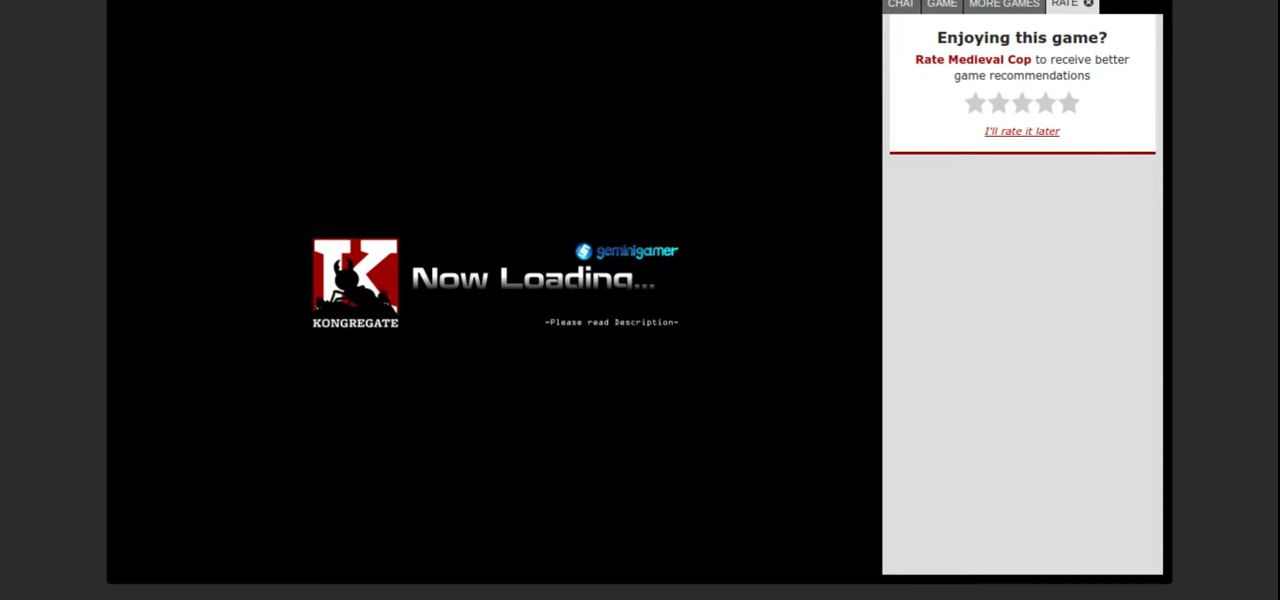 CHAT GAME MORE GAMES RATE
Enjoying this game?
Rate Medieval Cop to receive better
game recommendations
I'll rate it later
geminigamer
Now Loading...
KONGREGATE
-Please read Description-